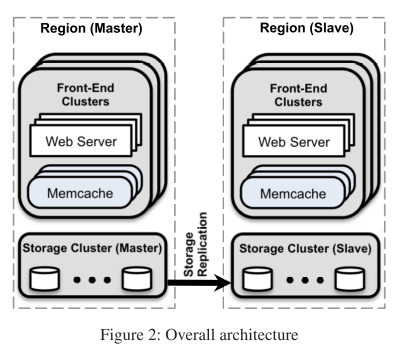 Region (Master)
Front-End
Clusters
Web Server
Memcache
Storage Cluster (Master)
Storage
Replication
Region (Slave)
Front-End
Clusters
Web Server
Memcache
Storage Cluster (Slave)
Figure 2: Overall architecture